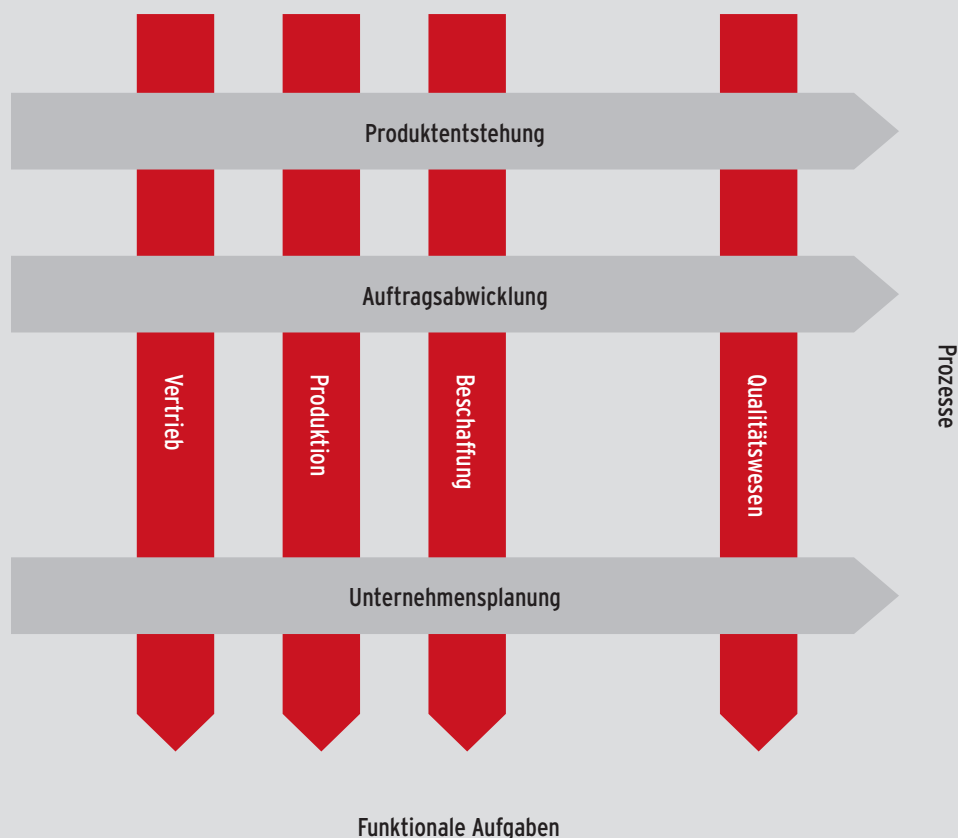 Produktentstehung
Auftragsabwicklung
Vertrieb
Produktion
Beschaffung
Qualitätswesen
Prozesse
Unternehmensplanung
Funktionale Aufgaben